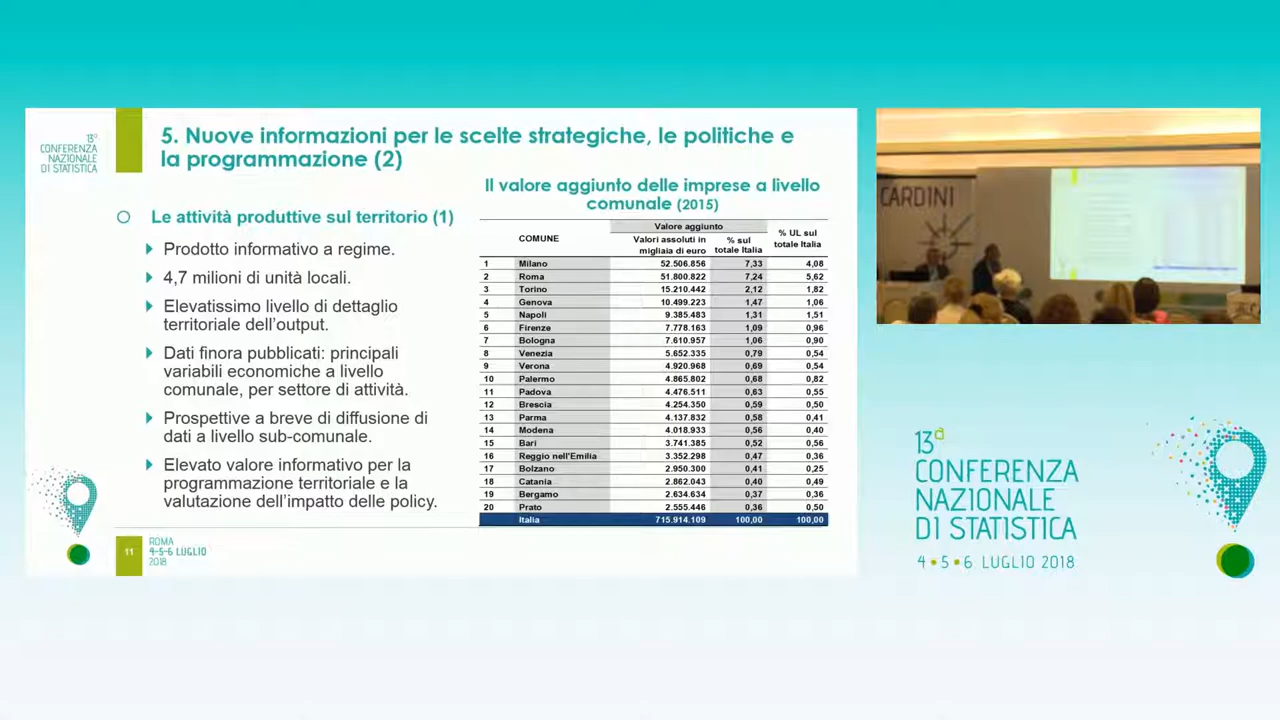 13ª
CONFERENZA
NAZIONALE
DI STATISTICA
5. Nuove informazioni per le scelte strategiche, le politiche e
la programmazione (2)
Le attività produttive sul territorio (1)
Prodotto informativo a regime.
4,7 milioni di unità locali.
Elevatissimo livello di dettaglio
territoriale dell'output.
Dati finora pubblicati: principali
variabili economiche a livello
comunale, per settore di attività.
Prospettive a breve di diffusione di
dati a livello sub-comunale.
Elevato valore informativo per la
programmazione territoriale e la
valutazione dell'impatto delle policy.
Il valore aggiunto delle imprese a livello
comunale (2015)
COMUNE
Valore aggiunto
Valori assoluti in
migliaia di euro
% sul
totale Italia
% UL sul
totale Italia
1 Milano 52.506.856 7,33 4,08
2 Roma 51.800.822 7,24 5,62
3 Torino 15.210.442 2,12 1,82
4 Genova 10.499.223 1,47 1,06
5 Napoli 9.385.483 1,31 1,51
6 Firenze 7.778.163 1,09 0,96
7 Bologna 7.610.957 1,06 0,90
8 Venezia 5.652.335 0,79 0,54
9 Verona 4.920.968 0,69 0,54
10 Palermo 4.865.802 0,68 0,82
11 Padova 4.476.511 0,63 0,55
12 Brescia 4.254.350 0,59 0,50
13 Parma 4.137.832 0,58 0,41
14 Modena 4.018.933 0,56 0,40
15 Bari 3.741.385 0,52 0,56
16 Reggio nell'Emilia 3.352.298 0,47 0,36
17 Bolzano 2.950.300 0,41 0,25
18 Catania 2.862.043 0,40 0,49
19 Bergamo 2.634.634 0,37 0,36
20 Prato 2.555.446 0,36 0,50
Italia 715.914.109 100,00 100,00
11
ROMA
4-5-6 LUGLIO
2018
CARDINI
13ª
CONFERENZA
NAZIONALE
DI STATISTICA
4•5•6 LUGLIO 2018